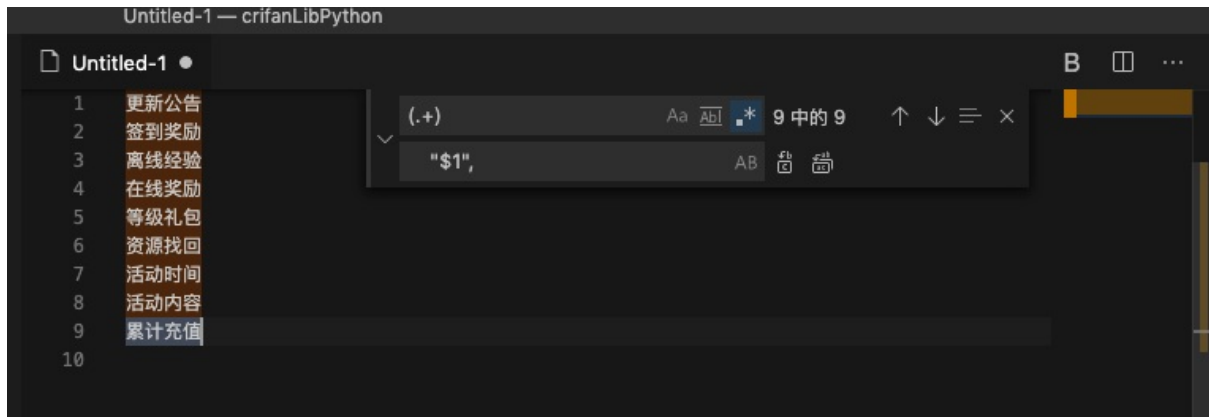 Untitled-1 — crifanLibPython
Untitled-1
B
1 更新公告
2 签到奖励
3 离线经验
4 在线奖励
5 等级礼包
6 资源找回
7 活动时间
8 活动内容
9 累计充值
10
(.+) Aa Abl .* 9 中的 9
"$1", AB